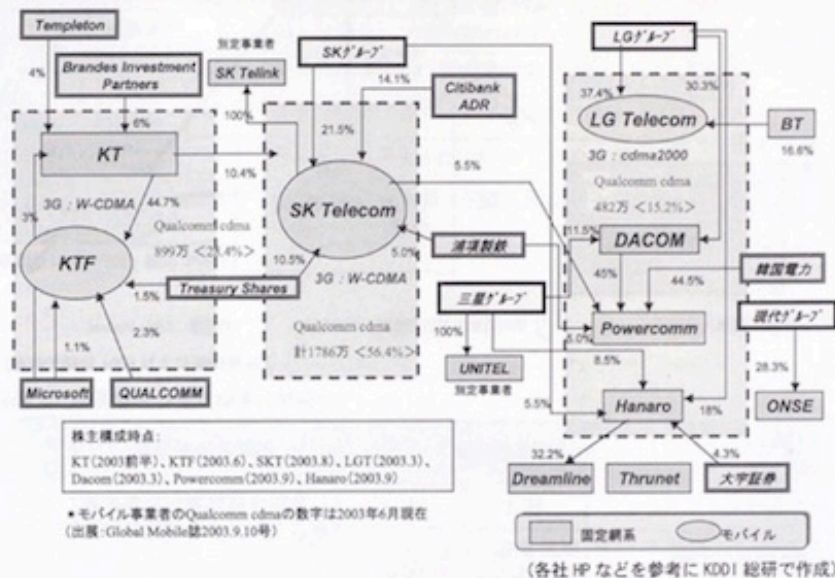 Templeton
別定事業者
SKグループ
LGグループ
4%
Brandes Investment
Partners
SK Telink
14.1%
Citibank
ADR
37.4%
30.3%
6%
100%
21.5%
LG Telecom
BT
KT
10.4%
3G : cdma2000
16.6%
5.5%
Qualcomm cdma
482万 <15.2%>
3%
3G : W-CDMA
44.7%
Qualcomm cdma
SK Telecom
11.5%
KTF
10.5%
5.0%
浦項製鉄
DACOM
1.5%
Treasury Shares
3G : W-CDMA
三星グループ
45%
44.5%
韓国電力
2.3%
Qualcomm cdma
計1786万 <56.4%>
100%
Powercomm
現代グループ
1.1%
5.0%
8.5%
28.3%
Microsoft
QUALCOMM
UNITEL
別定事業者
5.5%
Hanaro
18%
ONSE
株主構成時点:
KT(2003前半)、KTF(2003.6)、SKT(2003.8)、LGT(2003.3)、
Dacom(2003.3)、Powercomm(2003.9)、Hanaro(2003.9)
32.2%
4.3%
Dreamline
Thrunet
大宇証券
*モバイル事業者のQualcomm cdmaの数字は2003年6月現在
(出展:Global Mobile誌2003.9.10号)
固定網系
モバイル
(各社HPなどを参考にKDDI総研で作成)